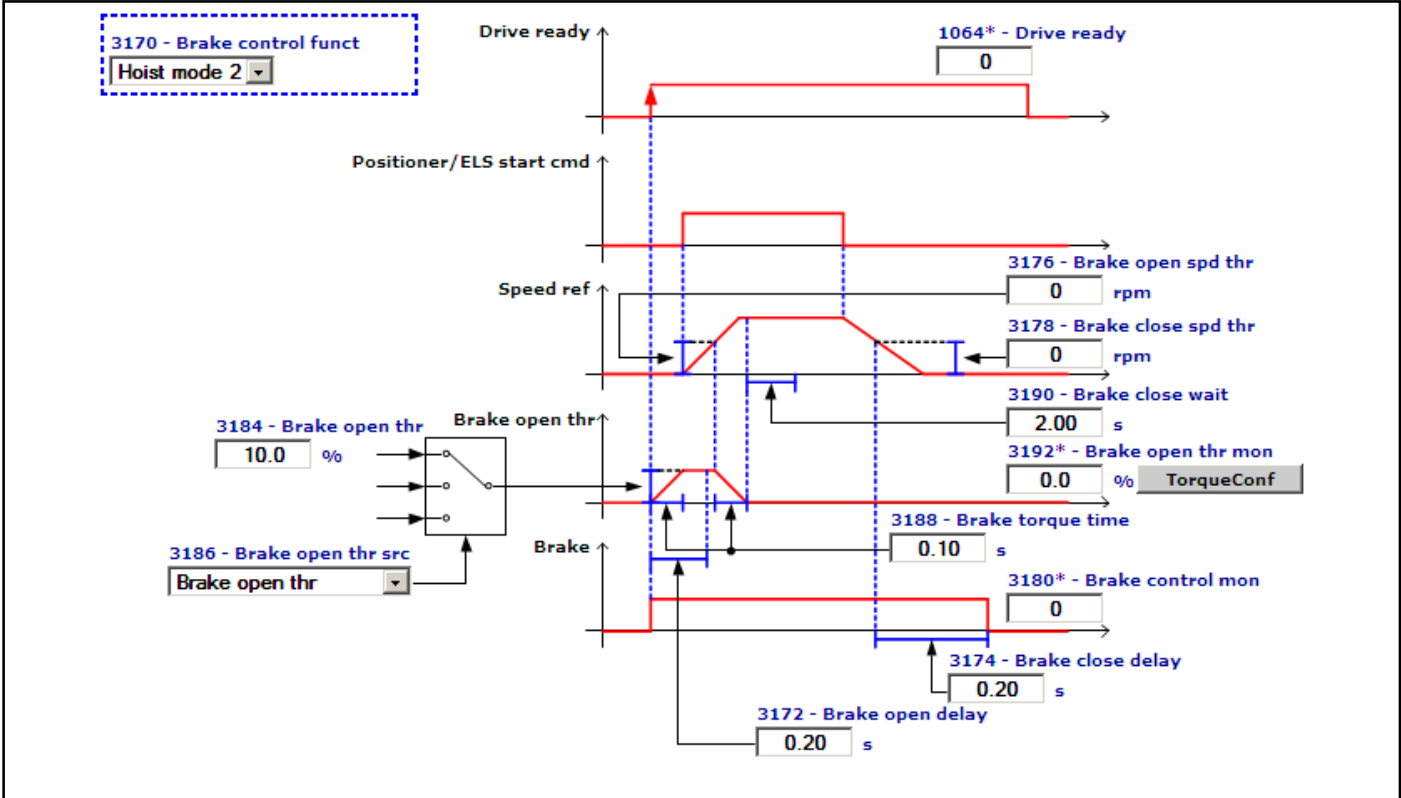 3170 - Brake control funct
Hoist mode 2
Drive ready
1064* - Drive ready
0
Positioner/ELS start cmd
3176 - Brake open spd thr
0 rpm
Speed ref
3178 - Brake close spd thr
0 rpm
3190 - Brake close wait
2.00 s
3184 - Brake open thr
10.0 %
Brake open thr
3192* - Brake open thr mon
0.0 % TorqueConf
3188 - Brake torque time
0.10 s
3186 - Brake open thr src
Brake open thr
Brake
3180* - Brake control mon
0
3174 - Brake close delay
0.20 s
3172 - Brake open delay
0.20 s